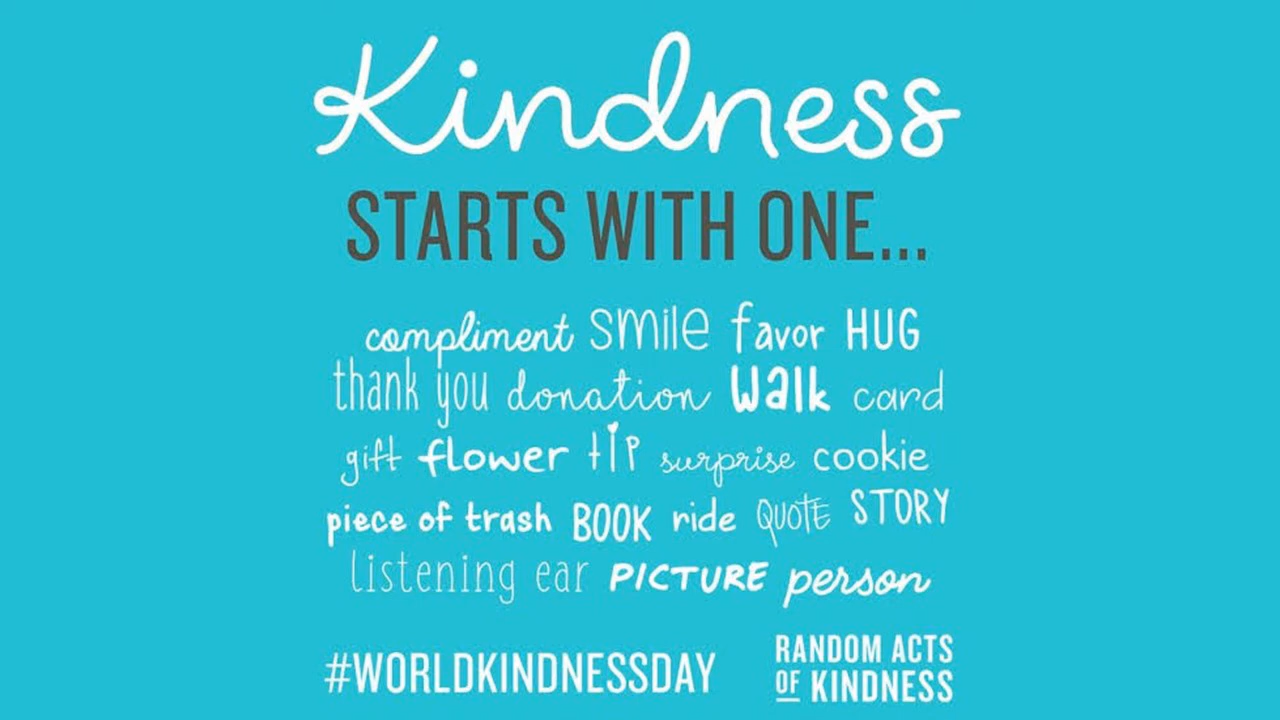 Kindness
STARTS WITH ONE...
compliment smile favor HUG
thank you donation walk card
gift flower tip surprise cookie
piece of trash BOOK ride QUOTE STORY
listening ear PICTURE person
#WORLDKINDNESSDAY
RANDOM ACTS
OF KINDNESS